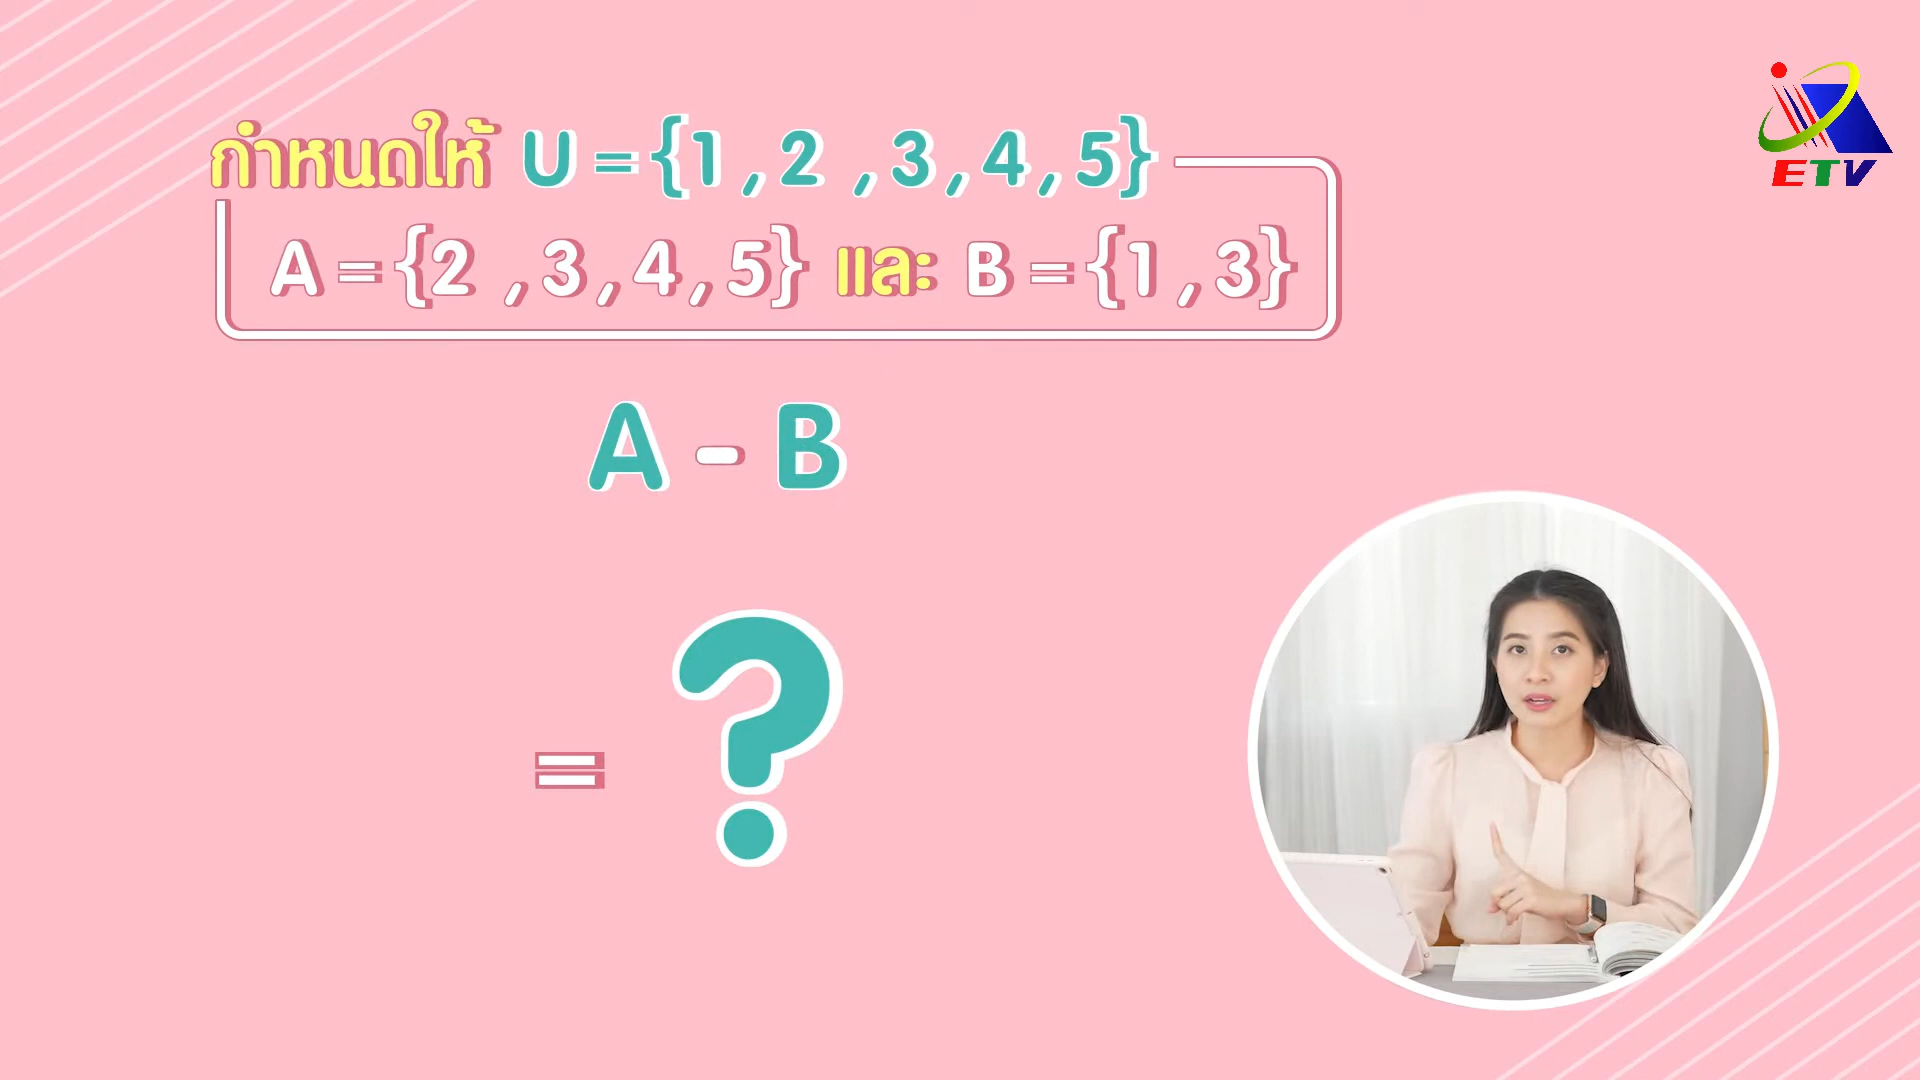 กำหนดให้ U = {1 , 2 , 3 , 4 , 5}
A = {2 , 3 , 4 , 5} และ B = {1 , 3}
A - B
= ?
ETV